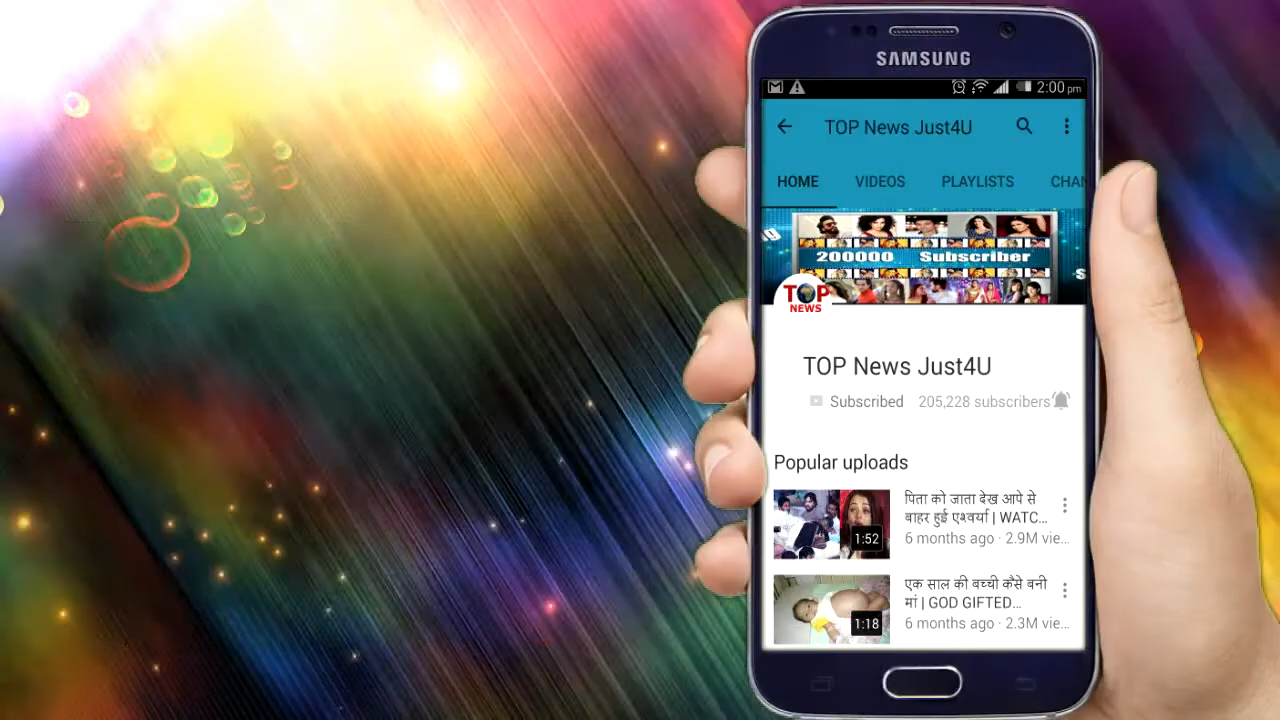 SAMSUNG
2:00 pm
TOP News Just4U
HOME VIDEOS PLAYLISTS CHAN
200000 Subscriber
TOP
NEWS
TOP News Just4U
Subscribed 205,228 subscribers
Popular uploads
पिता को जाता देख आपे से
बाहर हुई एश्वर्या | WATC...
6 months ago · 2.9M vie...
1:52
एक साल की बच्ची कैसे बनी
मां | GOD GIFTED...
6 months ago · 2.3M vie...
1:18